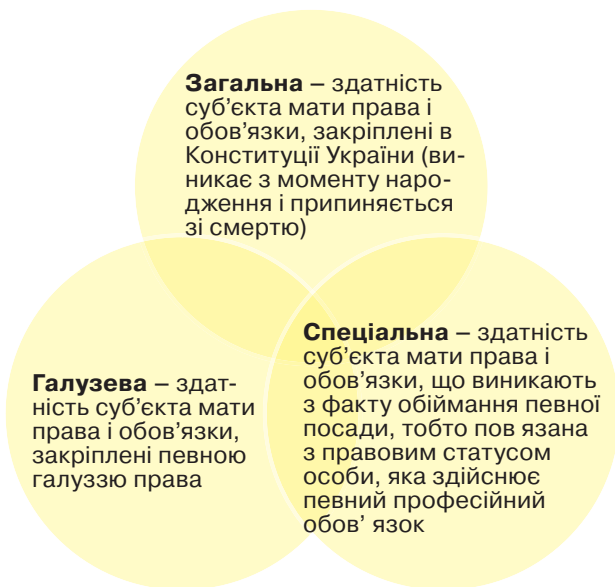 Загальна – здатність
суб’єкта мати права і
обов’язки, закріплені в
Конституції України (ви-
никає з моменту наро-
дження і припиняється
зі смертю)
Галузева – здат-
ність суб’єкта мати
права і обов’язки,
закріплені певною
галуззю права
Спеціальна – здатність
суб’єкта мати права і
обов’язки, що виникають
з факту обіймання певної
посади, тобто пов язана
з правовим статусом
особи, яка здійснює
певний професійний
обов’ язок